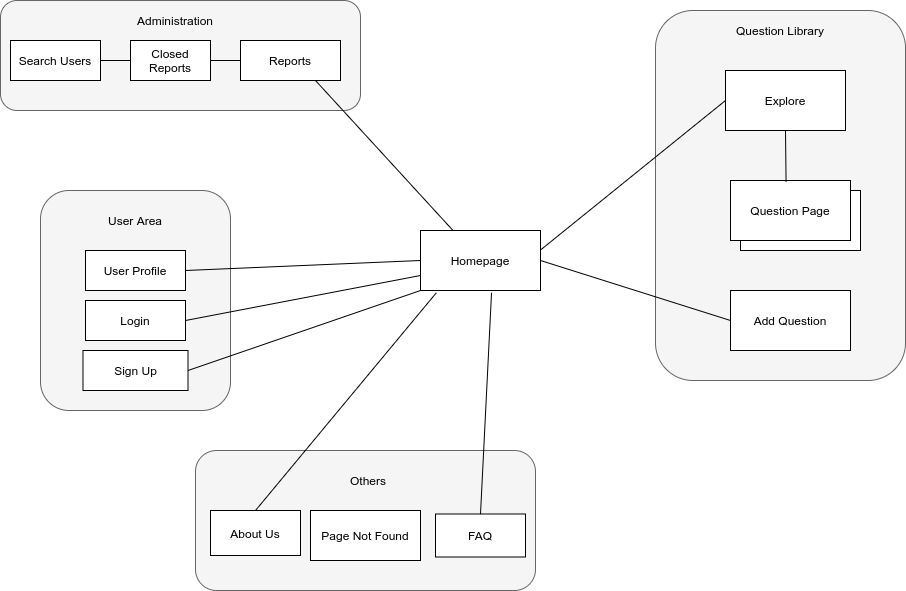 Administration
Search Users
Closed
Reports
Reports
Question Library
Explore
Question Page
Add Question
User Area
User Profile
Login
Sign Up
Homepage
Others
About Us
Page Not Found
FAQ